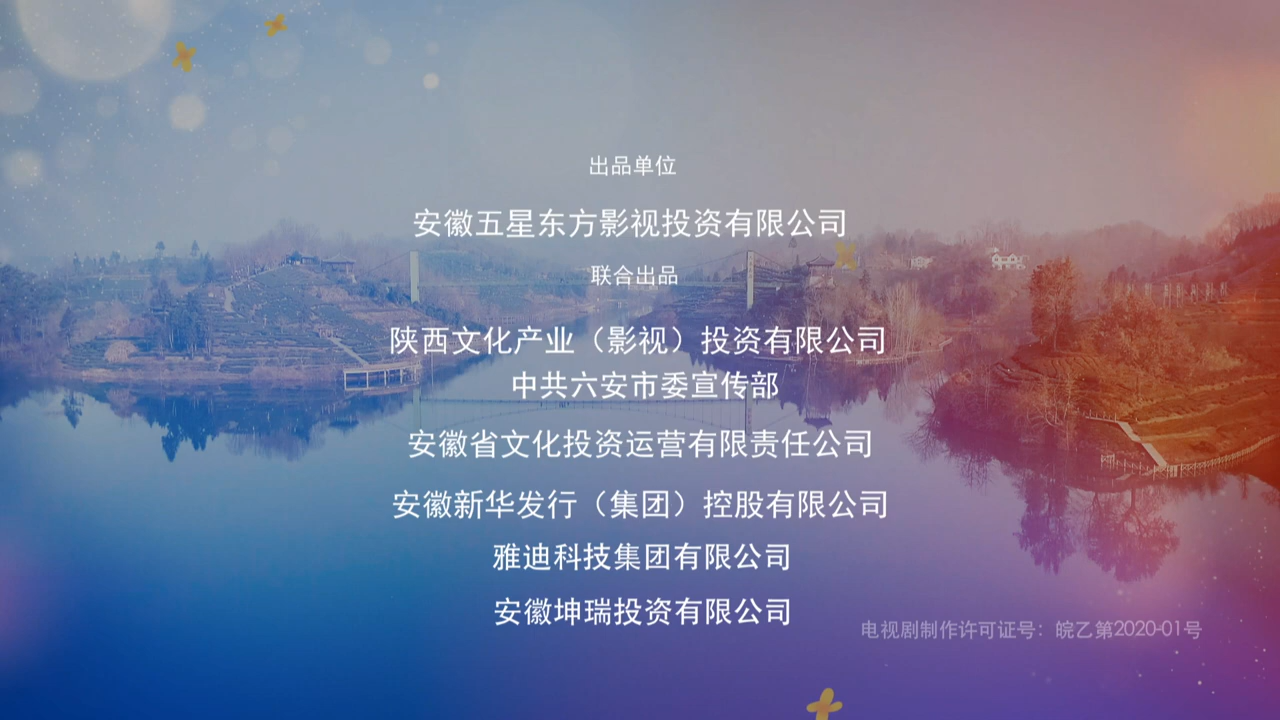 出品单位
安徽五星东方影视投资有限公司
联合出品
陕西文化产业（影视）投资有限公司
中共六安市委宣传部
安徽省文化投资运营有限责任公司
安徽新华发行（集团）控股有限公司
雅迪科技集团有限公司
安徽坤瑞投资有限公司
电视剧制作许可证号：皖乙第2020-01号